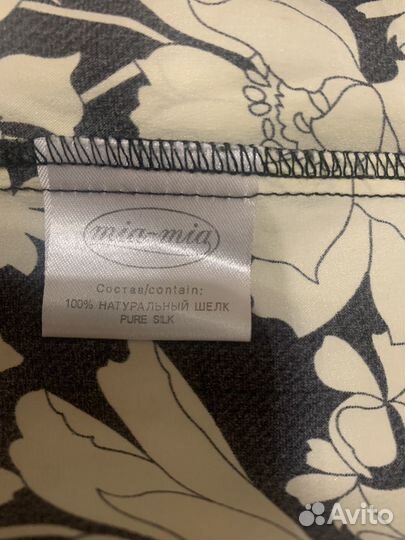 mia-mia
Состав/contain:
100% НАТУРАЛЬНЫЙ ШЕЛК
PURE SILK
Avito